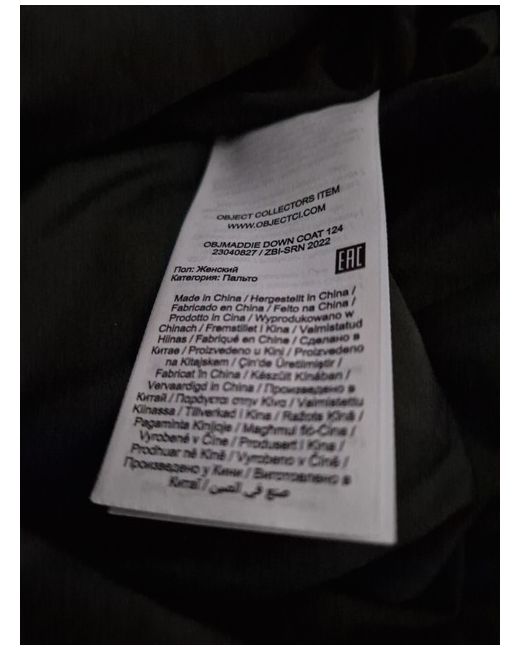 OBJECT COLLECTORS ITEM
WWW.OBJECTCI.COM
OBJMADDIE DOWN COAT 124
23040827 / ZBI-SRN 2022
EAC
Пол: Женский
Категория: Пальто
Made in China / Hergestellt in China /
Fabricado en China / Feito na China /
Prodotto in Cina / Wyprodukowano w
Chinach / Fremstillet i Kina / Valmistatud
Hiinas / Fabriqué en Chine / Сделано в
Китае / Proizvedeno u Kini / Proizvedeno
na Kitajskem / Çin'de Üretilmiştir /
Fabricat în China / Készült Kínában /
Vervaardigd in China / Произведено в
Китай / Παράγεται στην Κίνα / Valmistettu
Kiinassa / Tillverkad i Kina / Ražots Ķīnā /
Pagaminta Kinijoje / Maghmul fiċ-Ċina /
Vyrobené v Číne / Produsert i Kina /
Prodhuar në Kinë / Vyrobeno v Číně /
Произведено у Кини / Виготовлено в
Китаї / صنع في الصين